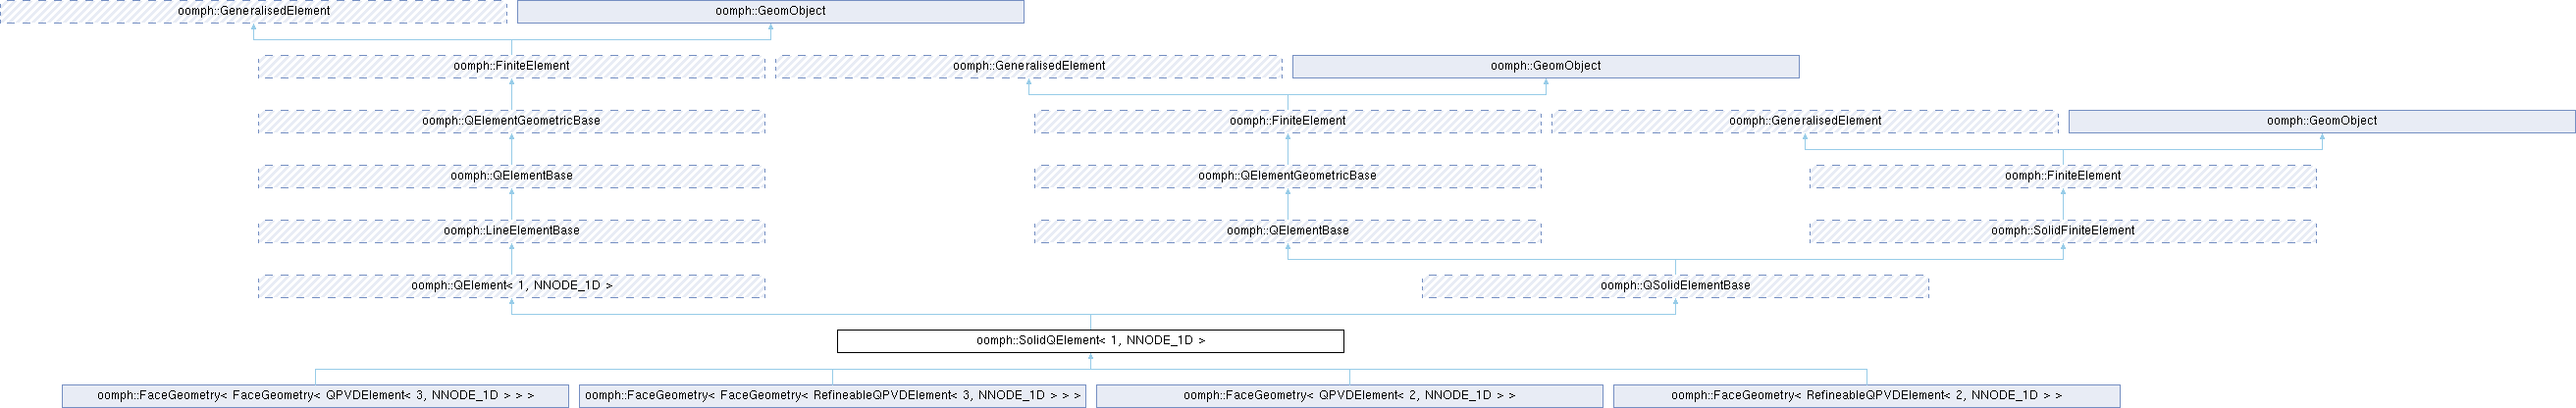 oomph::GeneralisedElement
oomph::GeomObject
oomph::FiniteElement
oomph::GeneralisedElement
oomph::GeomObject
oomph::QElementGeometricBase
oomph::FiniteElement
oomph::GeneralisedElement
oomph::GeomObject
oomph::QElementBase
oomph::QElementGeometricBase
oomph::FiniteElement
oomph::LineElementBase
oomph::QElementBase
oomph::SolidFiniteElement
oomph::QElement< 1, NNODE_1D >
oomph::QSolidElementBase
oomph::SolidQElement< 1, NNODE_1D >
oomph::FaceGeometry< FaceGeometry< QPVDElement< 3, NNODE_1D > > >
oomph::FaceGeometry< FaceGeometry< RefineableQPVDElement< 3, NNODE_1D > > >
oomph::FaceGeometry< QPVDElement< 2, NNODE_1D > >
oomph::FaceGeometry< RefineableQPVDElement< 2, NNODE_1D > >